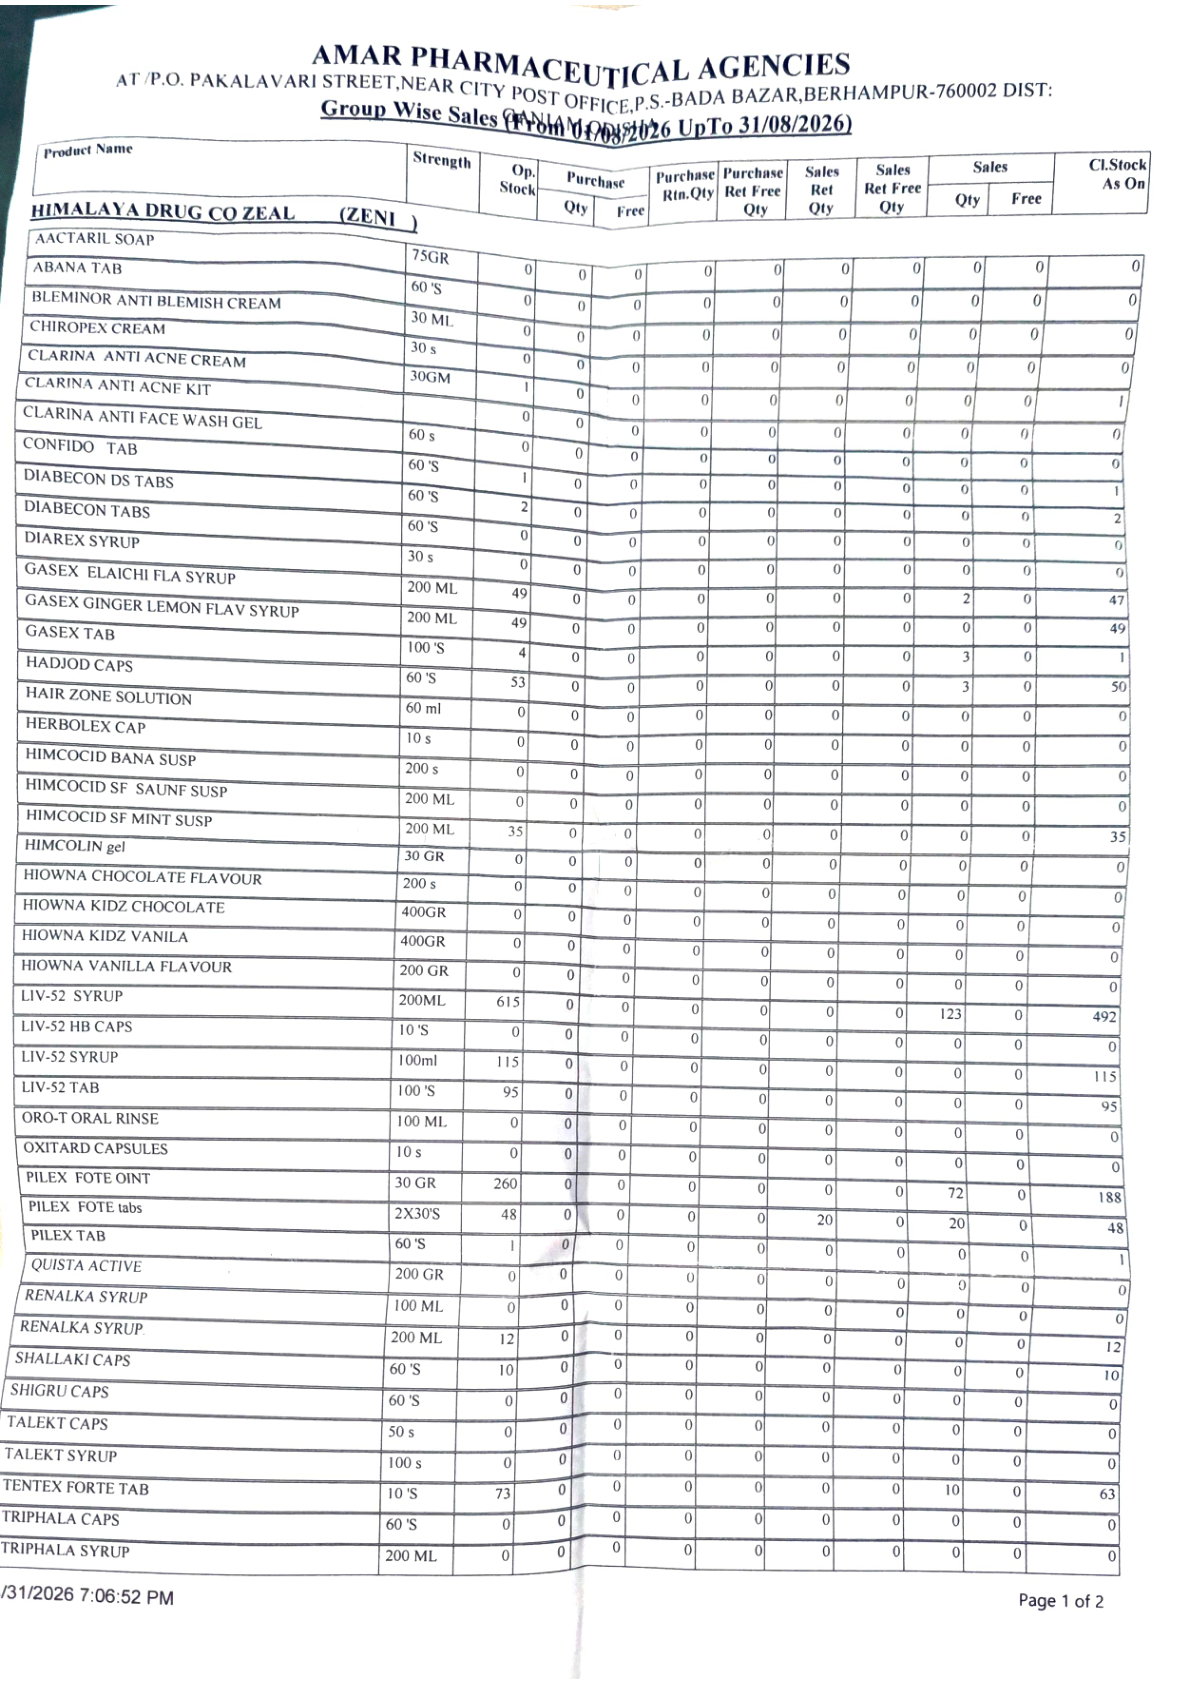 AMAR PHARMACEUTICAL AGENCIES
AT /P.O. PAKALAVARI STREET,NEAR CITY POST OFFICE,P.S.-BADA BAZAR,BERHAMPUR-760002 DIST:
GANJAM,ODISHA
Group Wise Sales (From 01/08/2026 UpTo 31/08/2026)
Product Name Strength Op. Stock Purchase Qty Free Purchase Rtn.Qty Purchase Ret Free Qty Sales Ret Qty Sales Ret Free Qty Sales Qty Free Cl.Stock As On
HIMALAYA DRUG CO ZEAL (ZENI )
AACTARIL SOAP 75GR 0 0 0 0 0 0 0 0 0 0
ABANA TAB 60 'S 0 0 0 0 0 0 0 0 0 0
BLEMINOR ANTI BLEMISH CREAM 30 ML 0 0 0 0 0 0 0 0 0 0
CHIROPEX CREAM 30 s 0 0 0 0 0 0 0 0 0 0
CLARINA ANTI ACNE CREAM 30GM 1 0 0 0 0 0 0 0 0 1
CLARINA ANTI ACNE KIT 0 0 0 0 0 0 0 0 0 0
CLARINA ANTI FACE WASH GEL 60 s 0 0 0 0 0 0 0 0 0 0
CONFIDO TAB 60 'S 1 0 0 0 0 0 0 0 0 1
DIABECON DS TABS 60 'S 2 0 0 0 0 0 0 0 0 2
DIABECON TABS 60 'S 0 0 0 0 0 0 0 0 0 0
DIAREX SYRUP 30 s 0 0 0 0 0 0 0 0 0 0
GASEX ELAICHI FLA SYRUP 200 ML 49 0 0 0 0 0 0 2 0 47
GASEX GINGER LEMON FLAV SYRUP 200 ML 49 0 0 0 0 0 0 0 0 49
GASEX TAB 100 'S 4 0 0 0 0 0 0 3 0 1
HADJOD CAPS 60 'S 53 0 0 0 0 0 0 3 0 50
HAIR ZONE SOLUTION 60 ml 0 0 0 0 0 0 0 0 0 0
HERBOLEX CAP 10 s 0 0 0 0 0 0 0 0 0 0
HIMCOCID BANA SUSP 200 s 0 0 0 0 0 0 0 0 0 0
HIMCOCID SF SAUNF SUSP 200 ML 0 0 0 0 0 0 0 0 0 0
HIMCOCID SF MINT SUSP 200 ML 35 0 0 0 0 0 0 0 0 35
HIMCOLIN gel 30 GR 0 0 0 0 0 0 0 0 0 0
HIOWNA CHOCOLATE FLAVOUR 200 s 0 0 0 0 0 0 0 0 0 0
HIOWNA KIDZ CHOCOLATE 400GR 0 0 0 0 0 0 0 0 0 0
HIOWNA KIDZ VANILA 400GR 0 0 0 0 0 0 0 0 0 0
HIOWNA VANILLA FLAVOUR 200 GR 0 0 0 0 0 0 0 0 0 0
LIV-52 SYRUP 200ML 615 0 0 0 0 0 0 123 0 492
LIV-52 HB CAPS 10 'S 0 0 0 0 0 0 0 0 0 0
LIV-52 SYRUP 100ml 115 0 0 0 0 0 0 0 0 115
LIV-52 TAB 100 'S 95 0 0 0 0 0 0 0 0 95
ORO-T ORAL RINSE 100 ML 0 0 0 0 0 0 0 0 0 0
OXITARD CAPSULES 10 s 0 0 0 0 0 0 0 0 0 0
PILEX FOTE OINT 30 GR 260 0 0 0 0 0 0 72 0 188
PILEX FOTE tabs 2X30'S 48 0 0 0 0 20 0 20 0 48
PILEX TAB 60 'S 1 0 0 0 0 0 0 0 0 1
QUISTA ACTIVE 200 GR 0 0 0 0 0 0 0 0 0 0
RENALKA SYRUP 100 ML 0 0 0 0 0 0 0 0 0 0
RENALKA SYRUP 200 ML 12 0 0 0 0 0 0 0 0 12
SHALLAKI CAPS 60 'S 10 0 0 0 0 0 0 0 0 10
SHIGRU CAPS 60 'S 0 0 0 0 0 0 0 0 0 0
TALEKT CAPS 50 s 0 0 0 0 0 0 0 0 0 0
TALEKT SYRUP 100 s 0 0 0 0 0 0 0 0 0 0
TENTEX FORTE TAB 10 'S 73 0 0 0 0 0 0 10 0 63
TRIPHALA CAPS 60 'S 0 0 0 0 0 0 0 0 0 0
TRIPHALA SYRUP 200 ML 0 0 0 0 0 0 0 0 0 0
/31/2026 7:06:52 PM
Page 1 of 2